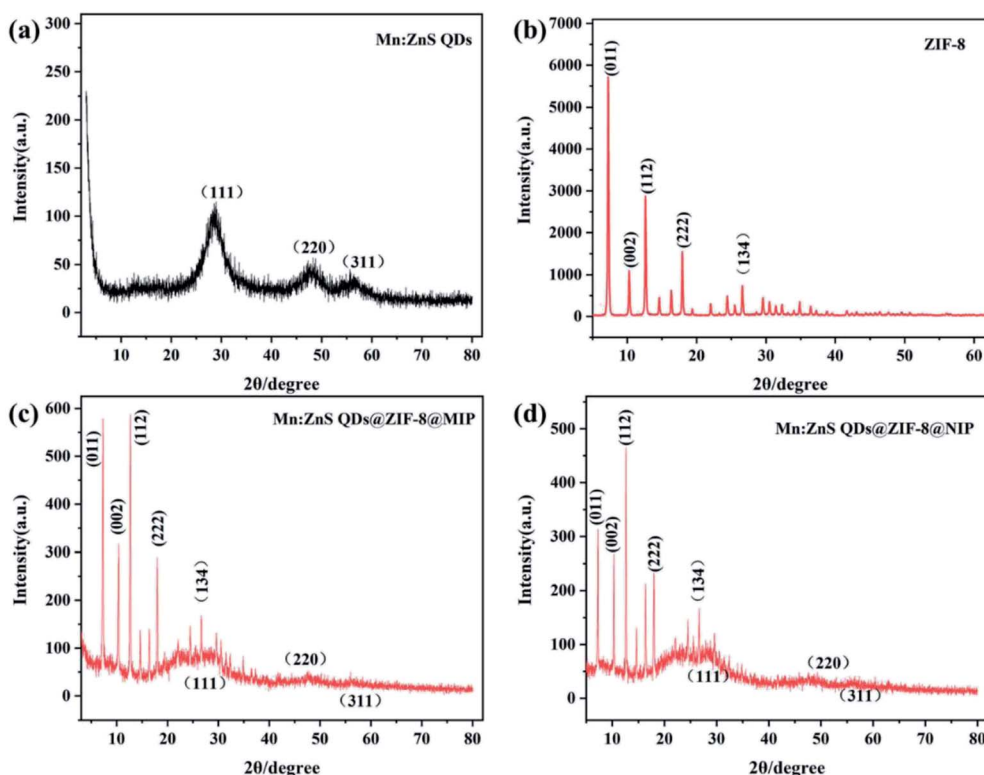 (a)
Mn:ZnS QDs
300
250
200
150
100
50
0
Intensity(a.u.)
（111）
（220）
（311）
10 20 30 40 50 60 70 80
2θ/degree
(b)
ZIF-8
7000
6000
5000
4000
3000
2000
1000
0
Intensity(a.u.)
(011)
(002)
(112)
(222)
（134）
10 20 30 40 50 60
2θ/degree
(c)
Mn:ZnS QDs@ZIF-8@MIP
600
500
400
300
200
100
0
Intensity(a.u.)
(011)
(002)
(112)
(222)
（134）
（111）
（220）
（311）
10 20 30 40 50 60 70 80
2θ/degree
(d)
Mn:ZnS QDs@ZIF-8@NIP
500
400
300
200
100
0
Intensity(a.u.)
(011)
(002)
(112)
(222)
（134）
（111）
（220）
（311）
10 20 30 40 50 60 70 80
2θ/degree